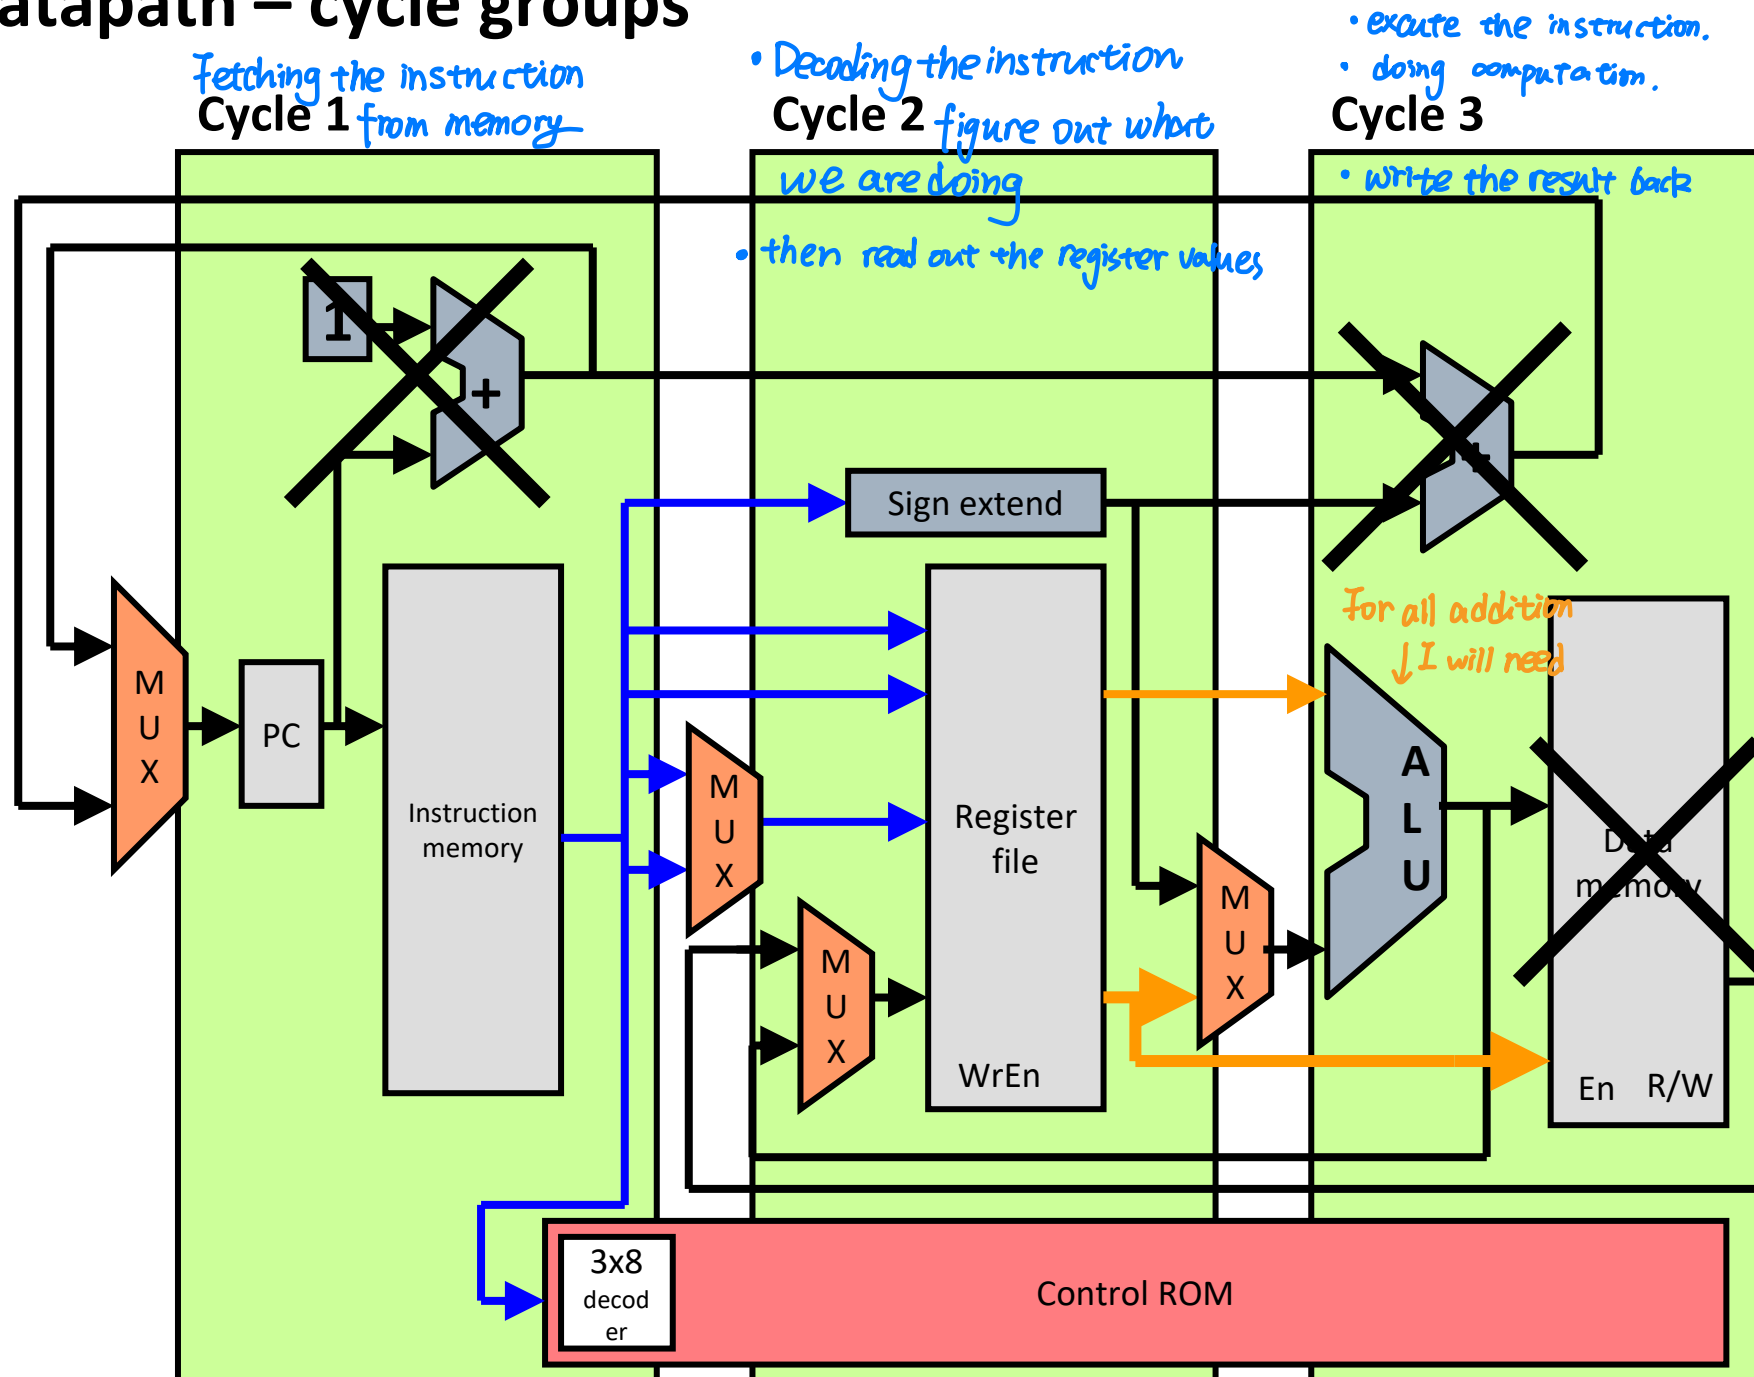 atapath – cycle groups
• excute the instruction.
• doing computation.
Fetching the instruction
from memory
• Decoding the instruction
figure out what
we are doing
• then read out the register values
Cycle 1
Cycle 2
Cycle 3
• write the result back
1
+
+
Sign extend
For all addition
↓ I will need
M
U
X
PC
Instruction
memory
M
U
X
M
U
X
Register
file
WrEn
M
U
X
A
L
U
Data
memory
En R/W
3x8
decod
er
Control ROM